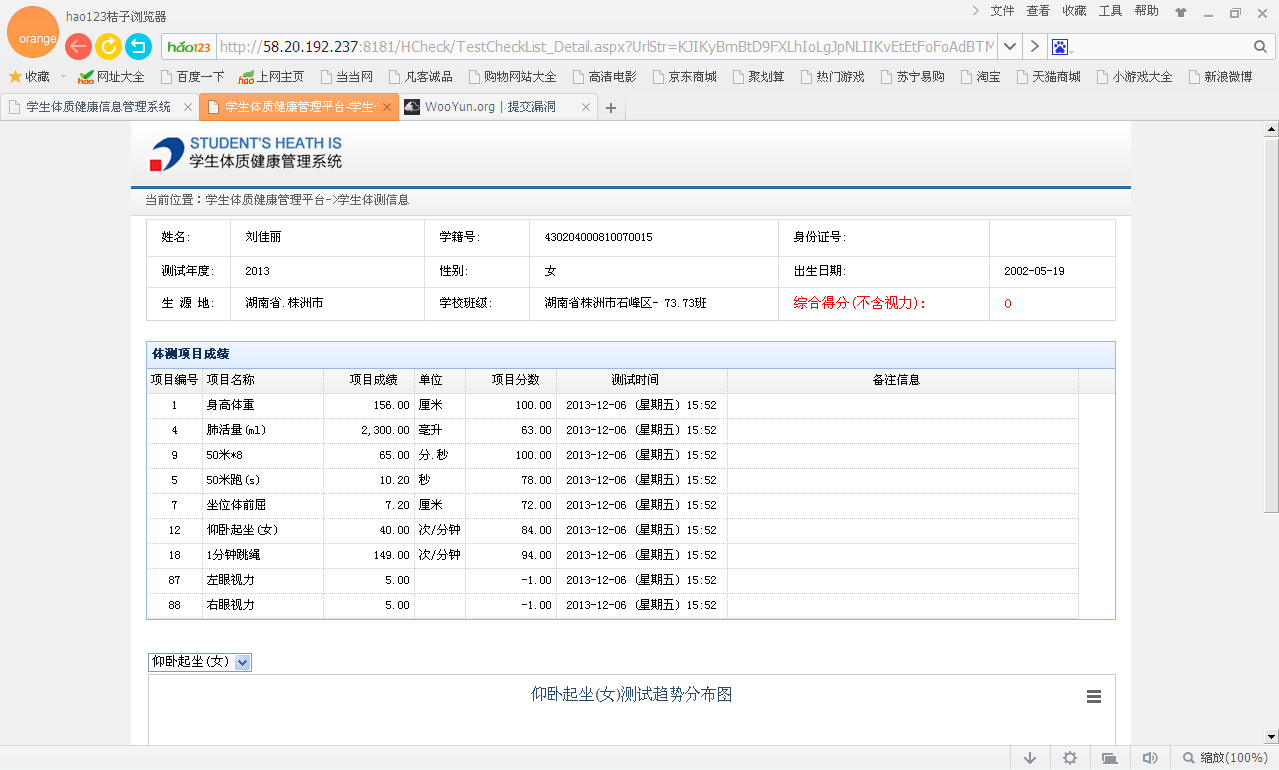 hao123桔子浏览器
文件 查看 收藏 工具 帮助
orange
hao123 http://58.20.192.237:8181/HCheck/TestCheckList_Detail.aspx?UrlStr=
收藏 网址大全 百度一下 上网主页 当当网 凡客诚品 购物网站大全 高清电影 京东商城 聚划算 热门游戏 苏宁易购 淘宝 天猫商城 小游戏大全 新浪微博
学生体质健康信息管理系统 学生体质健康管理平台-学生 WooYun.org | 提交漏洞
STUDENT'S HEATH IS
学生体质健康管理系统
当前位置：学生体质健康管理平台->学生体测信息
姓名: 刘佳丽 学籍号: 430204000810070015 身份证号:
测试年度: 2013 性别: 女 出生日期: 2002-05-19
生 源 地: 湖南省.株洲市 学校班级: 湖南省株洲市石峰区- 73.73班 综合得分(不含视力): 0
体测项目成绩
项目编号 项目名称 项目成绩 单位 项目分数 测试时间 备注信息
1 身高体重 156.00 厘米 100.00 2013-12-06 (星期五) 15:52
4 肺活量(ml) 2,300.00 毫升 63.00 2013-12-06 (星期五) 15:52
9 50米*8 65.00 分.秒 100.00 2013-12-06 (星期五) 15:52
5 50米跑(s) 10.20 秒 78.00 2013-12-06 (星期五) 15:52
7 坐位体前屈 7.20 厘米 72.00 2013-12-06 (星期五) 15:52
12 仰卧起坐(女) 40.00 次/分钟 84.00 2013-12-06 (星期五) 15:52
18 1分钟跳绳 149.00 次/分钟 94.00 2013-12-06 (星期五) 15:52
87 左眼视力 5.00 -1.00 2013-12-06 (星期五) 15:52
88 右眼视力 5.00 -1.00 2013-12-06 (星期五) 15:52
仰卧起坐(女)
仰卧起坐(女)测试趋势分布图
缩放(100%)